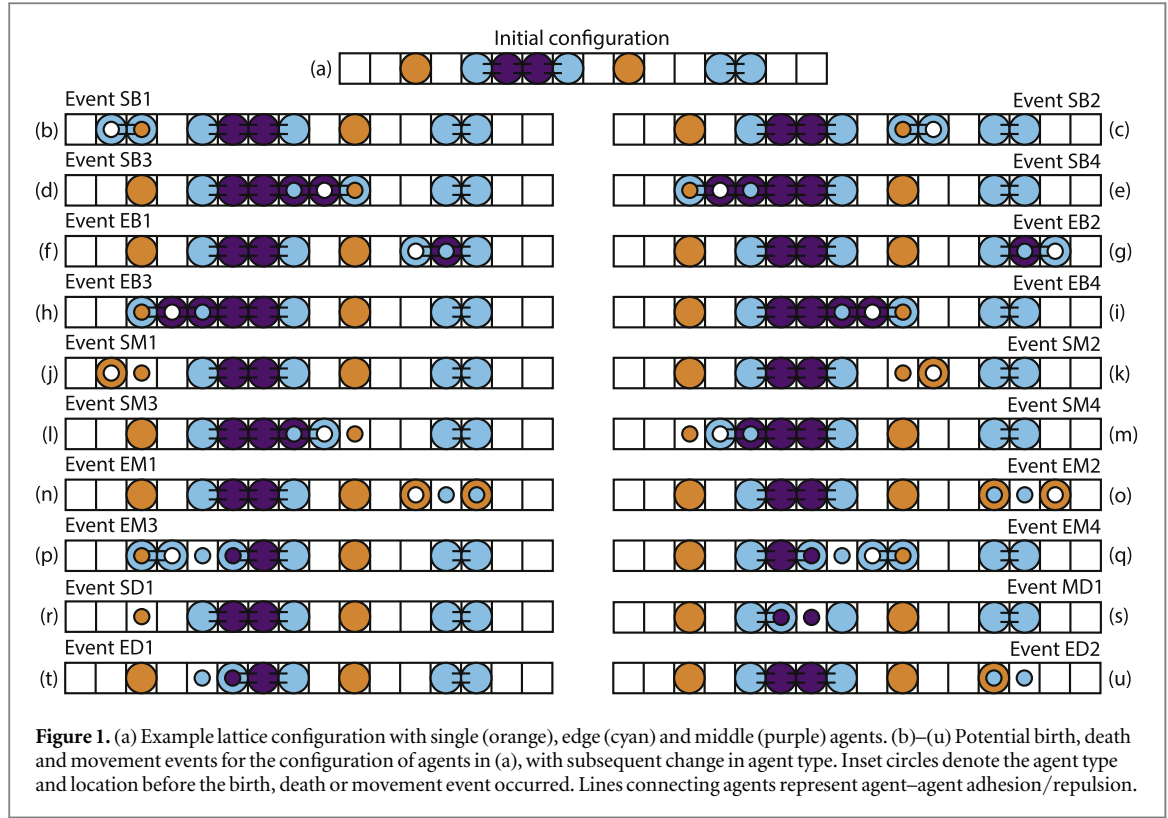 Initial configuration
(a)
Event SB1
Event SB2
(b)
(c)
Event SB3
Event SB4
(d)
(e)
Event EB1
Event EB2
(f)
(g)
Event EB3
Event EB4
(h)
(i)
Event SM1
Event SM2
(j)
(k)
Event SM3
Event SM4
(l)
(m)
Event EM1
Event EM2
(n)
(o)
Event EM3
Event EM4
(p)
(q)
Event SD1
Event MD1
(r)
(s)
Event ED1
Event ED2
(t)
(u)
Figure 1. (a) Example lattice configuration with single (orange), edge (cyan) and middle (purple) agents. (b)–(u) Potential birth, death
and movement events for the configuration of agents in (a), with subsequent change in agent type. Inset circles denote the agent type
and location before the birth, death or movement event occurred. Lines connecting agents represent agent–agent adhesion/repulsion.